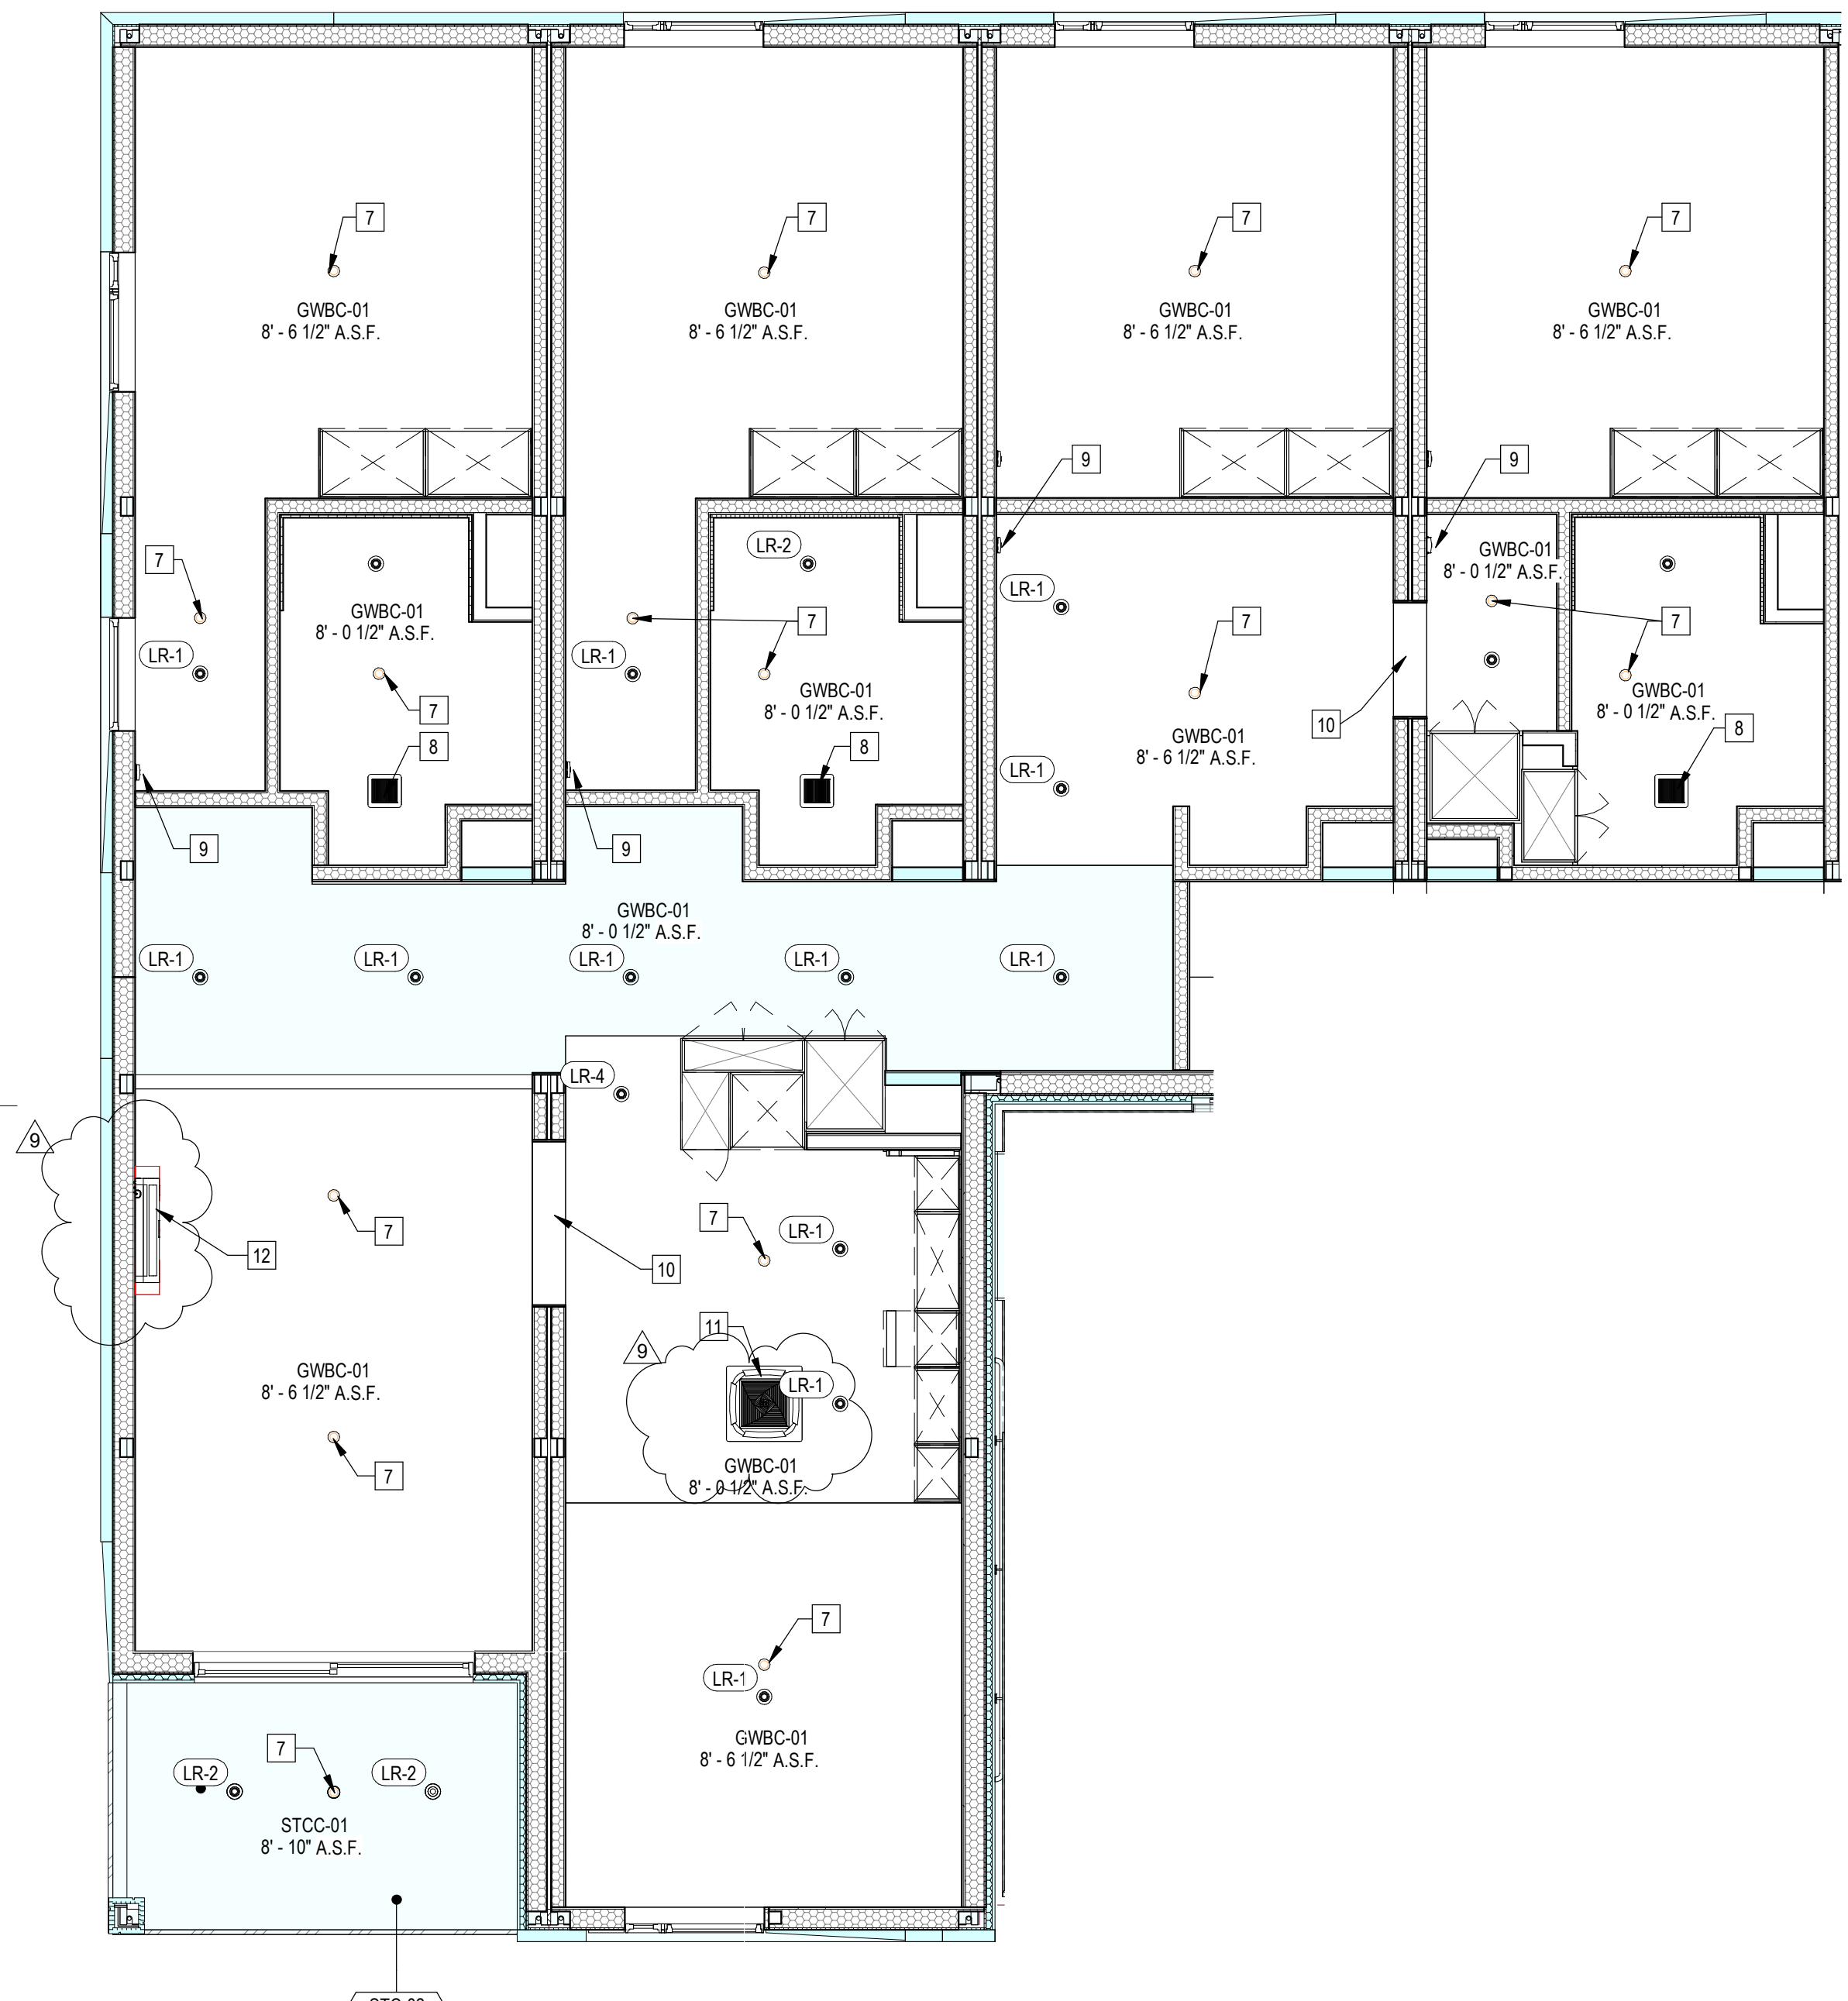 7
7
7
7
GWBC-01
8' - 6 1/2" A.S.F.
GWBC-01
8' - 6 1/2" A.S.F.
GWBC-01
8' - 6 1/2" A.S.F.
GWBC-01
8' - 6 1/2" A.S.F.
9
9
7
LR-2
GWBC-01
8' - 0 1/2" A.S.F.
LR-1
GWBC-01
8' - 0 1/2" A.S.F.
7
7
7
LR-1
LR-1
GWBC-01
8' - 0 1/2" A.S.F.
GWBC-01
8' - 0 1/2" A.S.F.
7
10
8
8
GWBC-01
8' - 6 1/2" A.S.F.
8
LR-1
9
9
GWBC-01
8' - 0 1/2" A.S.F.
LR-1
LR-1
LR-1
LR-1
LR-1
LR-4
9
7
7
LR-1
12
10
9
11
GWBC-01
8' - 6 1/2" A.S.F.
LR-1
7
GWBC-01
8' - 0 1/2" A.S.F.
7
LR-1
GWBC-01
8' - 6 1/2" A.S.F.
7
LR-2
LR-2
STCC-01
8' - 10" A.S.F.